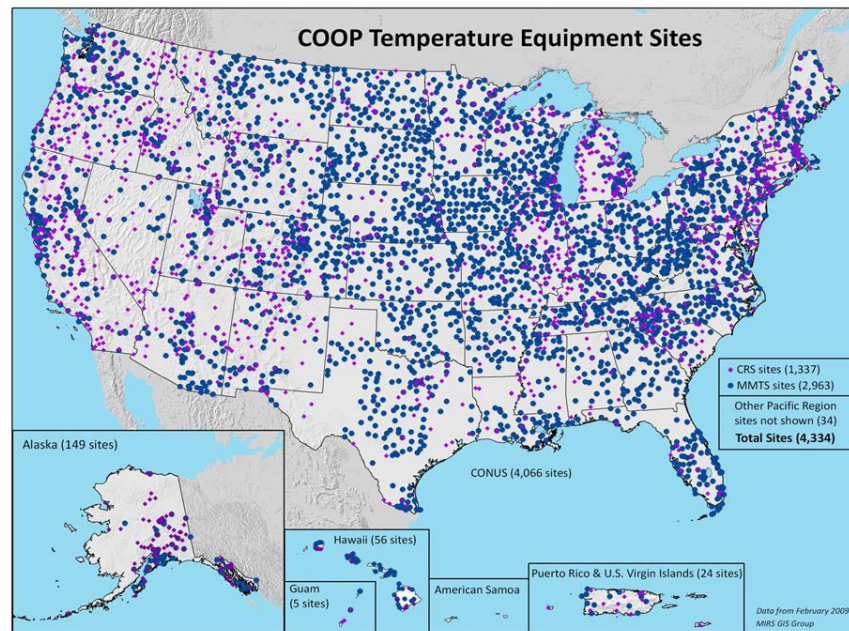 COOP Temperature Equipment Sites
CRS sites (1,337)
MMTS sites (2,963)
Other Pacific Region
sites not shown (34)
Total Sites (4,334)
CONUS (4,066 sites)
Alaska (149 sites)
Hawaii (56 sites)
Guam
(5 sites)
American Samoa
Puerto Rico & U.S. Virgin Islands (24 sites)
Data from February 2009
MIRS GIS Group